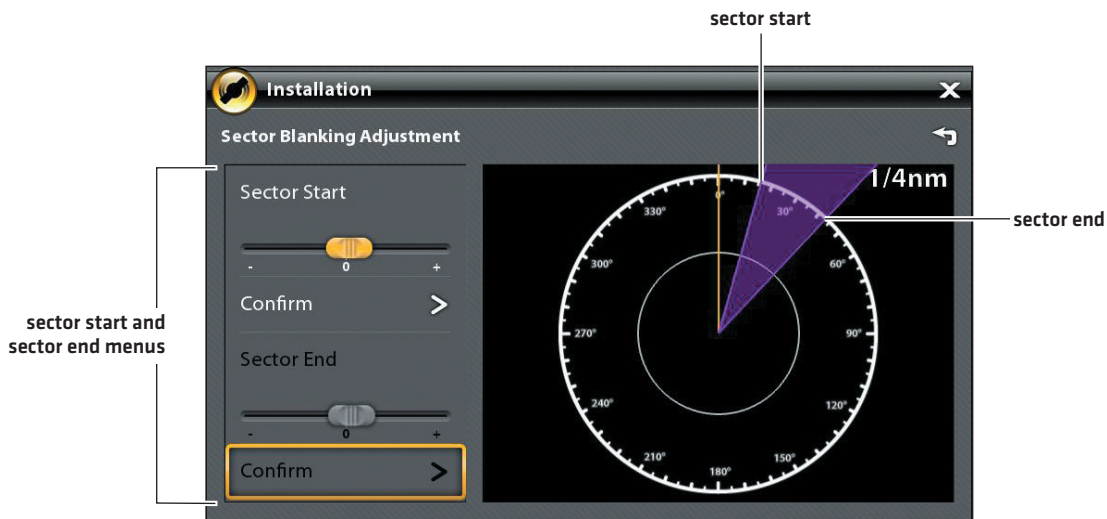 sector start
Installation
X
Sector Blanking Adjustment
Sector Start
- 0 +
Confirm >
Sector End
- 0 +
Confirm >
sector start and
sector end menus
1/4nm
sector end
0°
30°
60°
90°
120°
150°
180°
210°
240°
270°
300°
330°